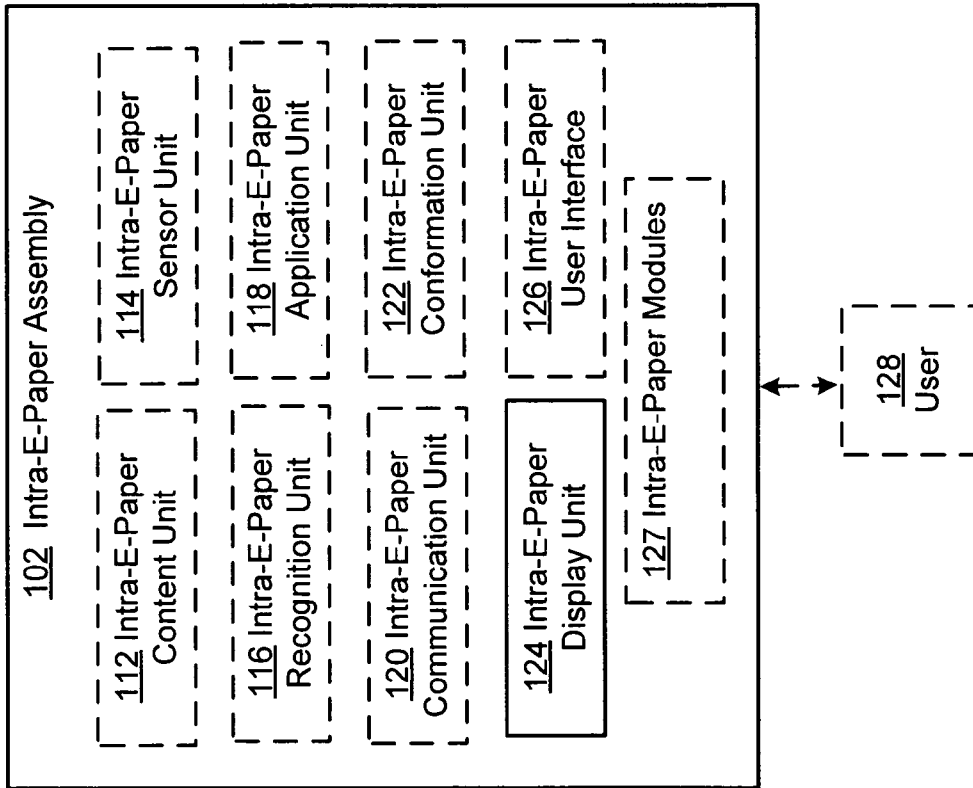 102 Intra-E-Paper Assembly
112 Intra-E-Paper
Content Unit
114 Intra-E-Paper
Sensor Unit
116 Intra-E-Paper
Recognition Unit
118 Intra-E-Paper
Application Unit
120 Intra-E-Paper
Communication Unit
122 Intra-E-Paper
Conformation Unit
124 Intra-E-Paper
Display Unit
126 Intra-E-Paper
User Interface
127 Intra-E-Paper Modules
128
User